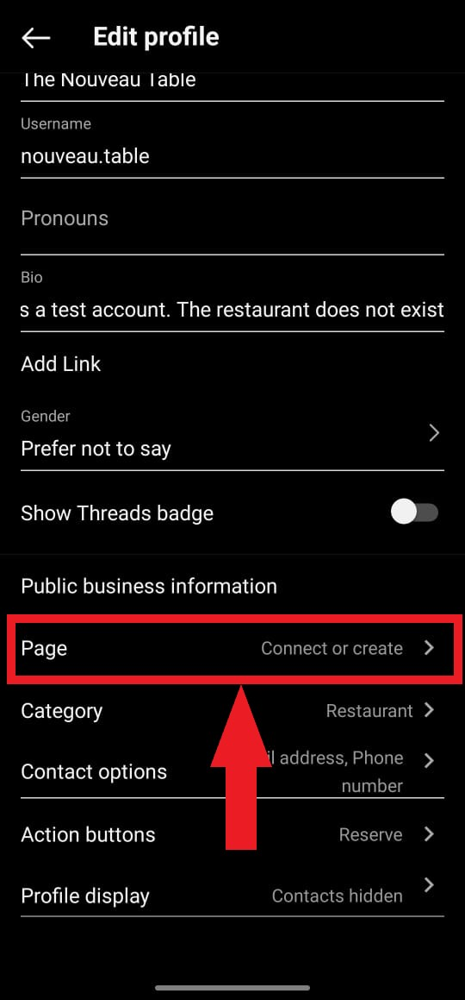 Edit profile
The Nouveau Table
Username
nouveau.table
Pronouns
Bio
s a test account. The restaurant does not exist
Add Link
Gender
Prefer not to say
Show Threads badge
Public business information
Page Connect or create
Category Restaurant
Contact options address, Phone
number
Action buttons Reserve
Profile display Contacts hidden